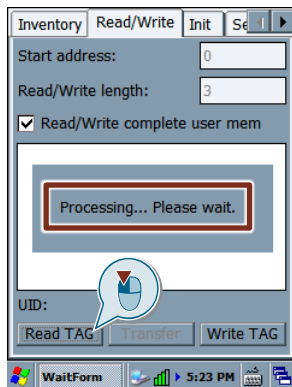 Inventory Read/Write Init Se
Start address: 0
Read/Write length: 3
Read/Write complete user mem
Processing... Please wait.
UID:
Read TAG Transfer Write TAG
WaitForm 5:23 PM